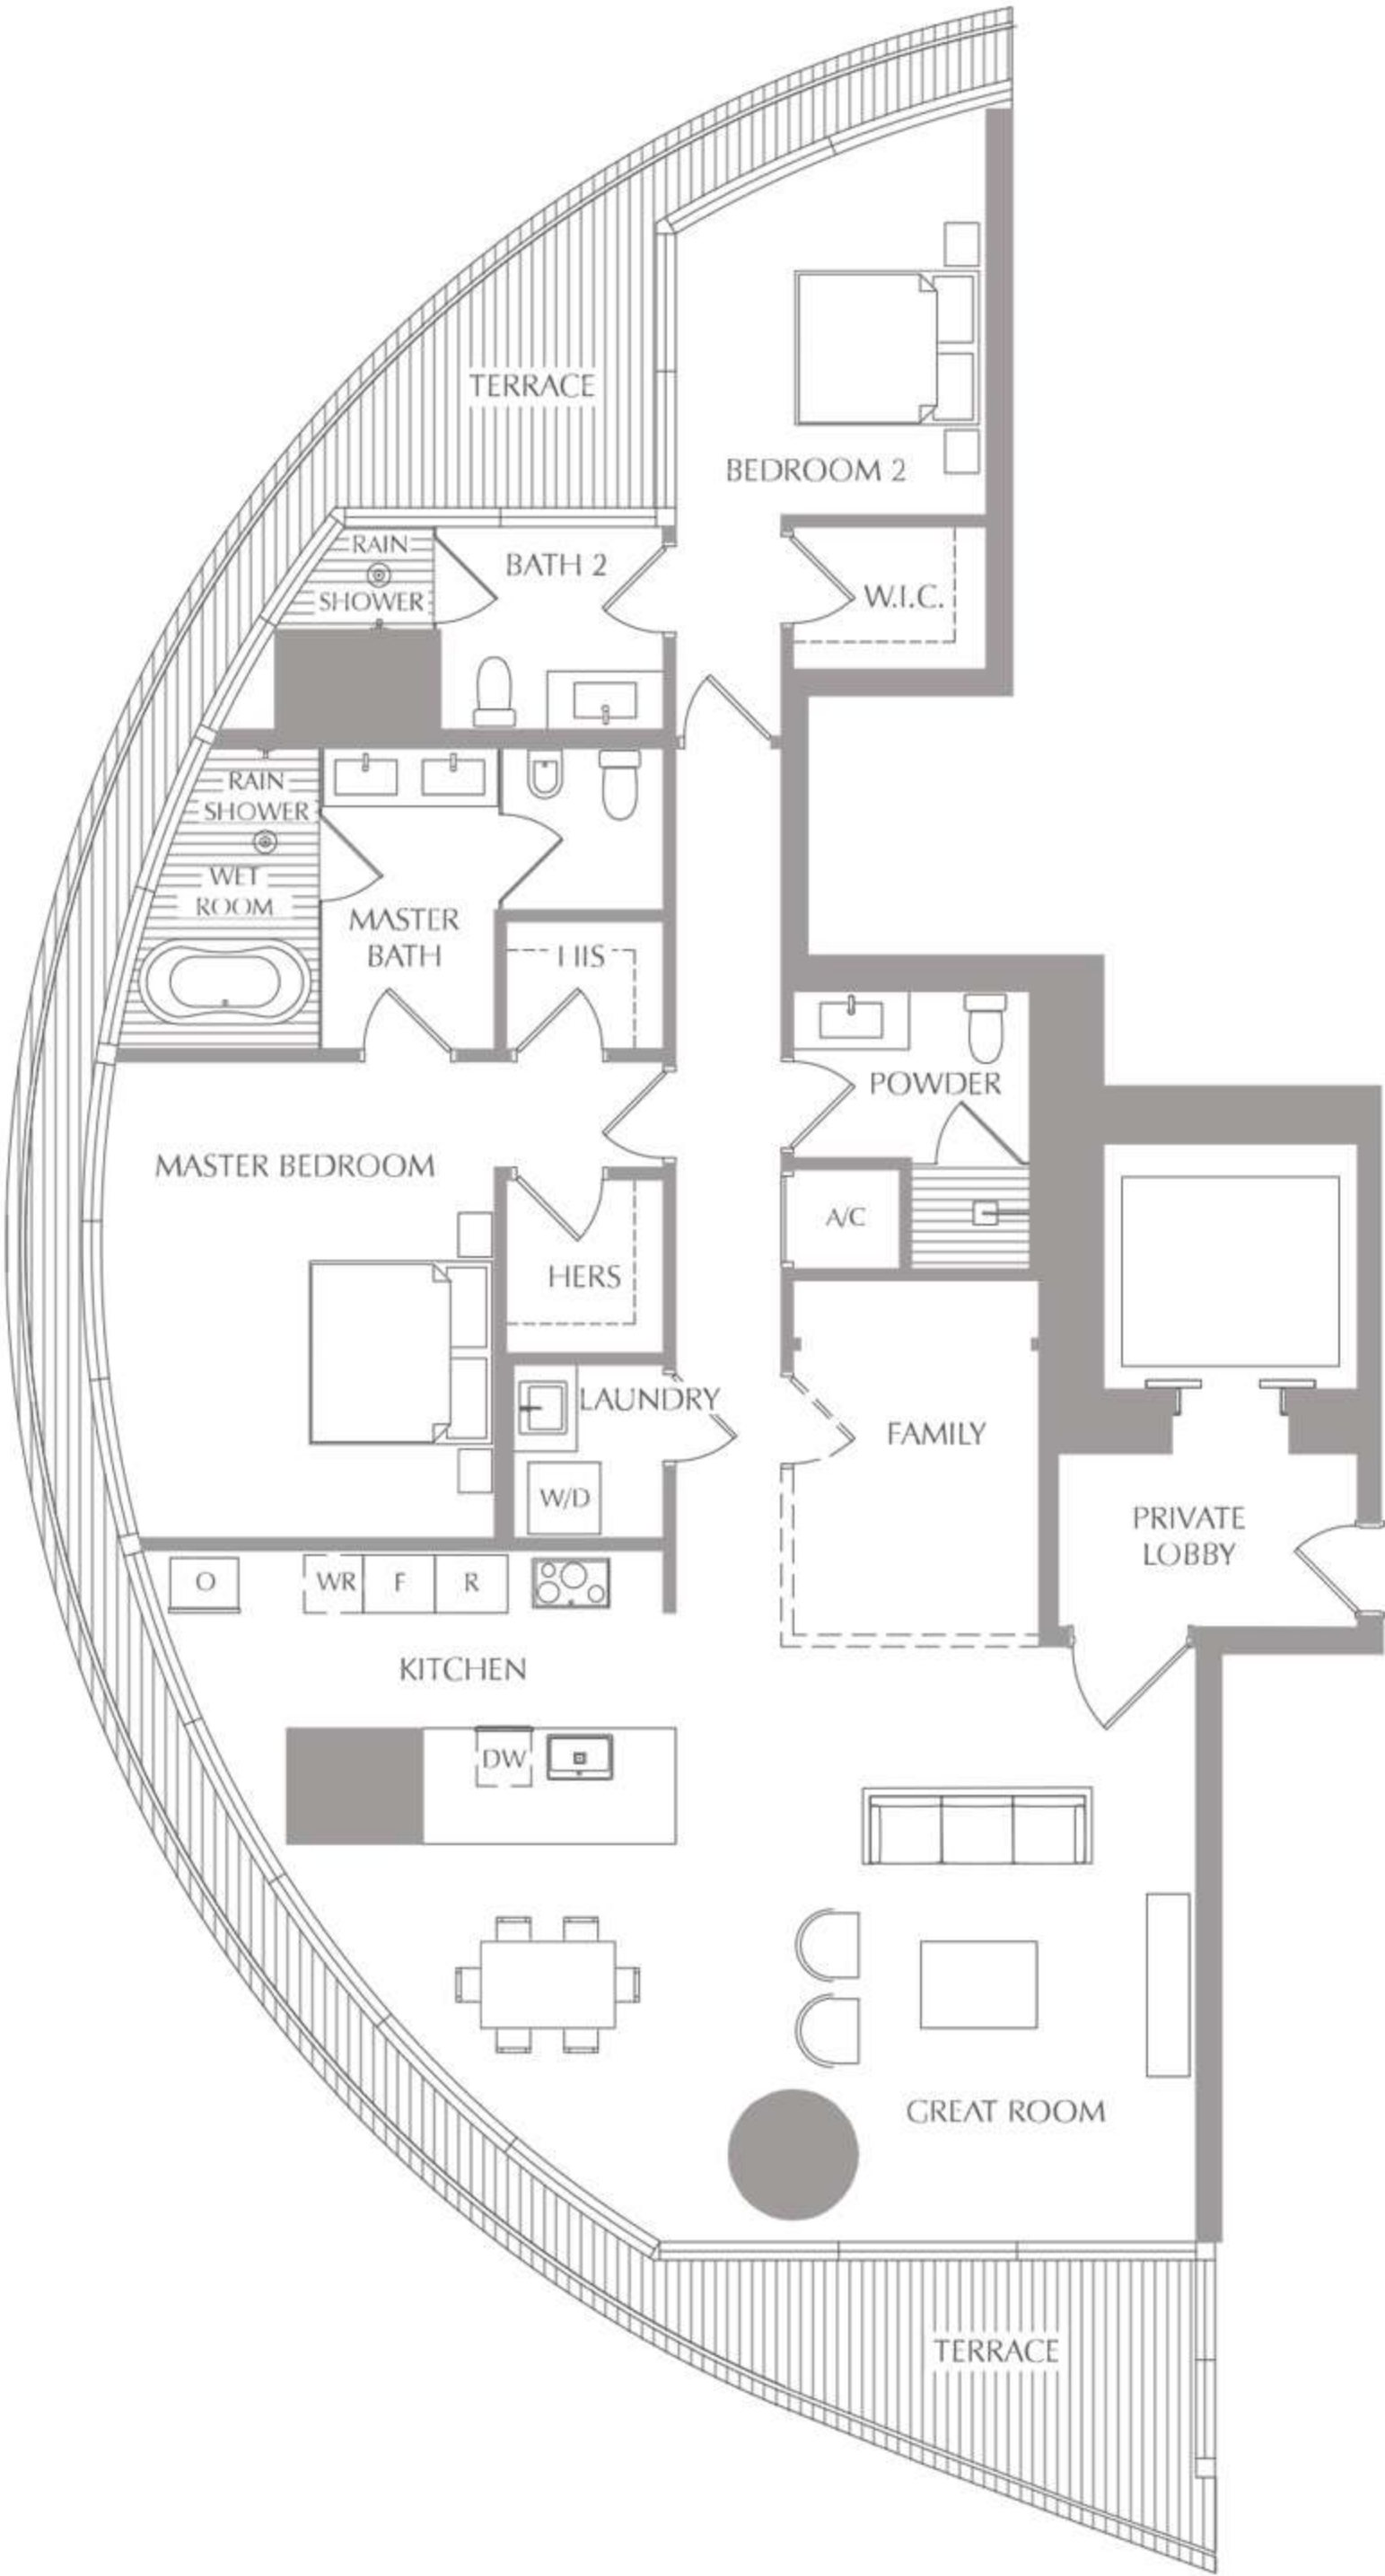 TERRACE
BEDROOM 2
RAIN
SHOWER
BATH 2
W.I.C.
RAIN
SHOWER
WET
ROOM
MASTER
BATH
HIS
POWDER
MASTER BEDROOM
A/C
HERS
LAUNDRY
FAMILY
W/D
PRIVATE
LOBBY
O
WR
F
R
KITCHEN
DW
GREAT ROOM
TERRACE